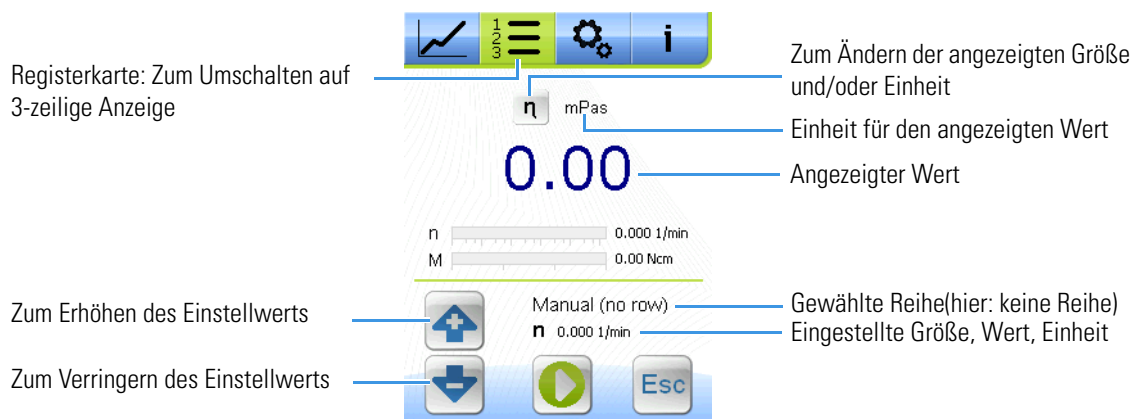 1
2
3
i
Registerkarte: Zum Umschalten auf
3-zeilige Anzeige
Zum Ändern der angezeigten Größe
und/oder Einheit
η mPas
Einheit für den angezeigten Wert
0.00
Angezeigter Wert
n 0.000 1/min
M 0.00 Ncm
Zum Erhöhen des Einstellwerts
Manual (no row)
Gewählte Reihe(hier: keine Reihe)
n 0.000 1/min
Eingestellte Größe, Wert, Einheit
Zum Verringern des Einstellwerts
Esc